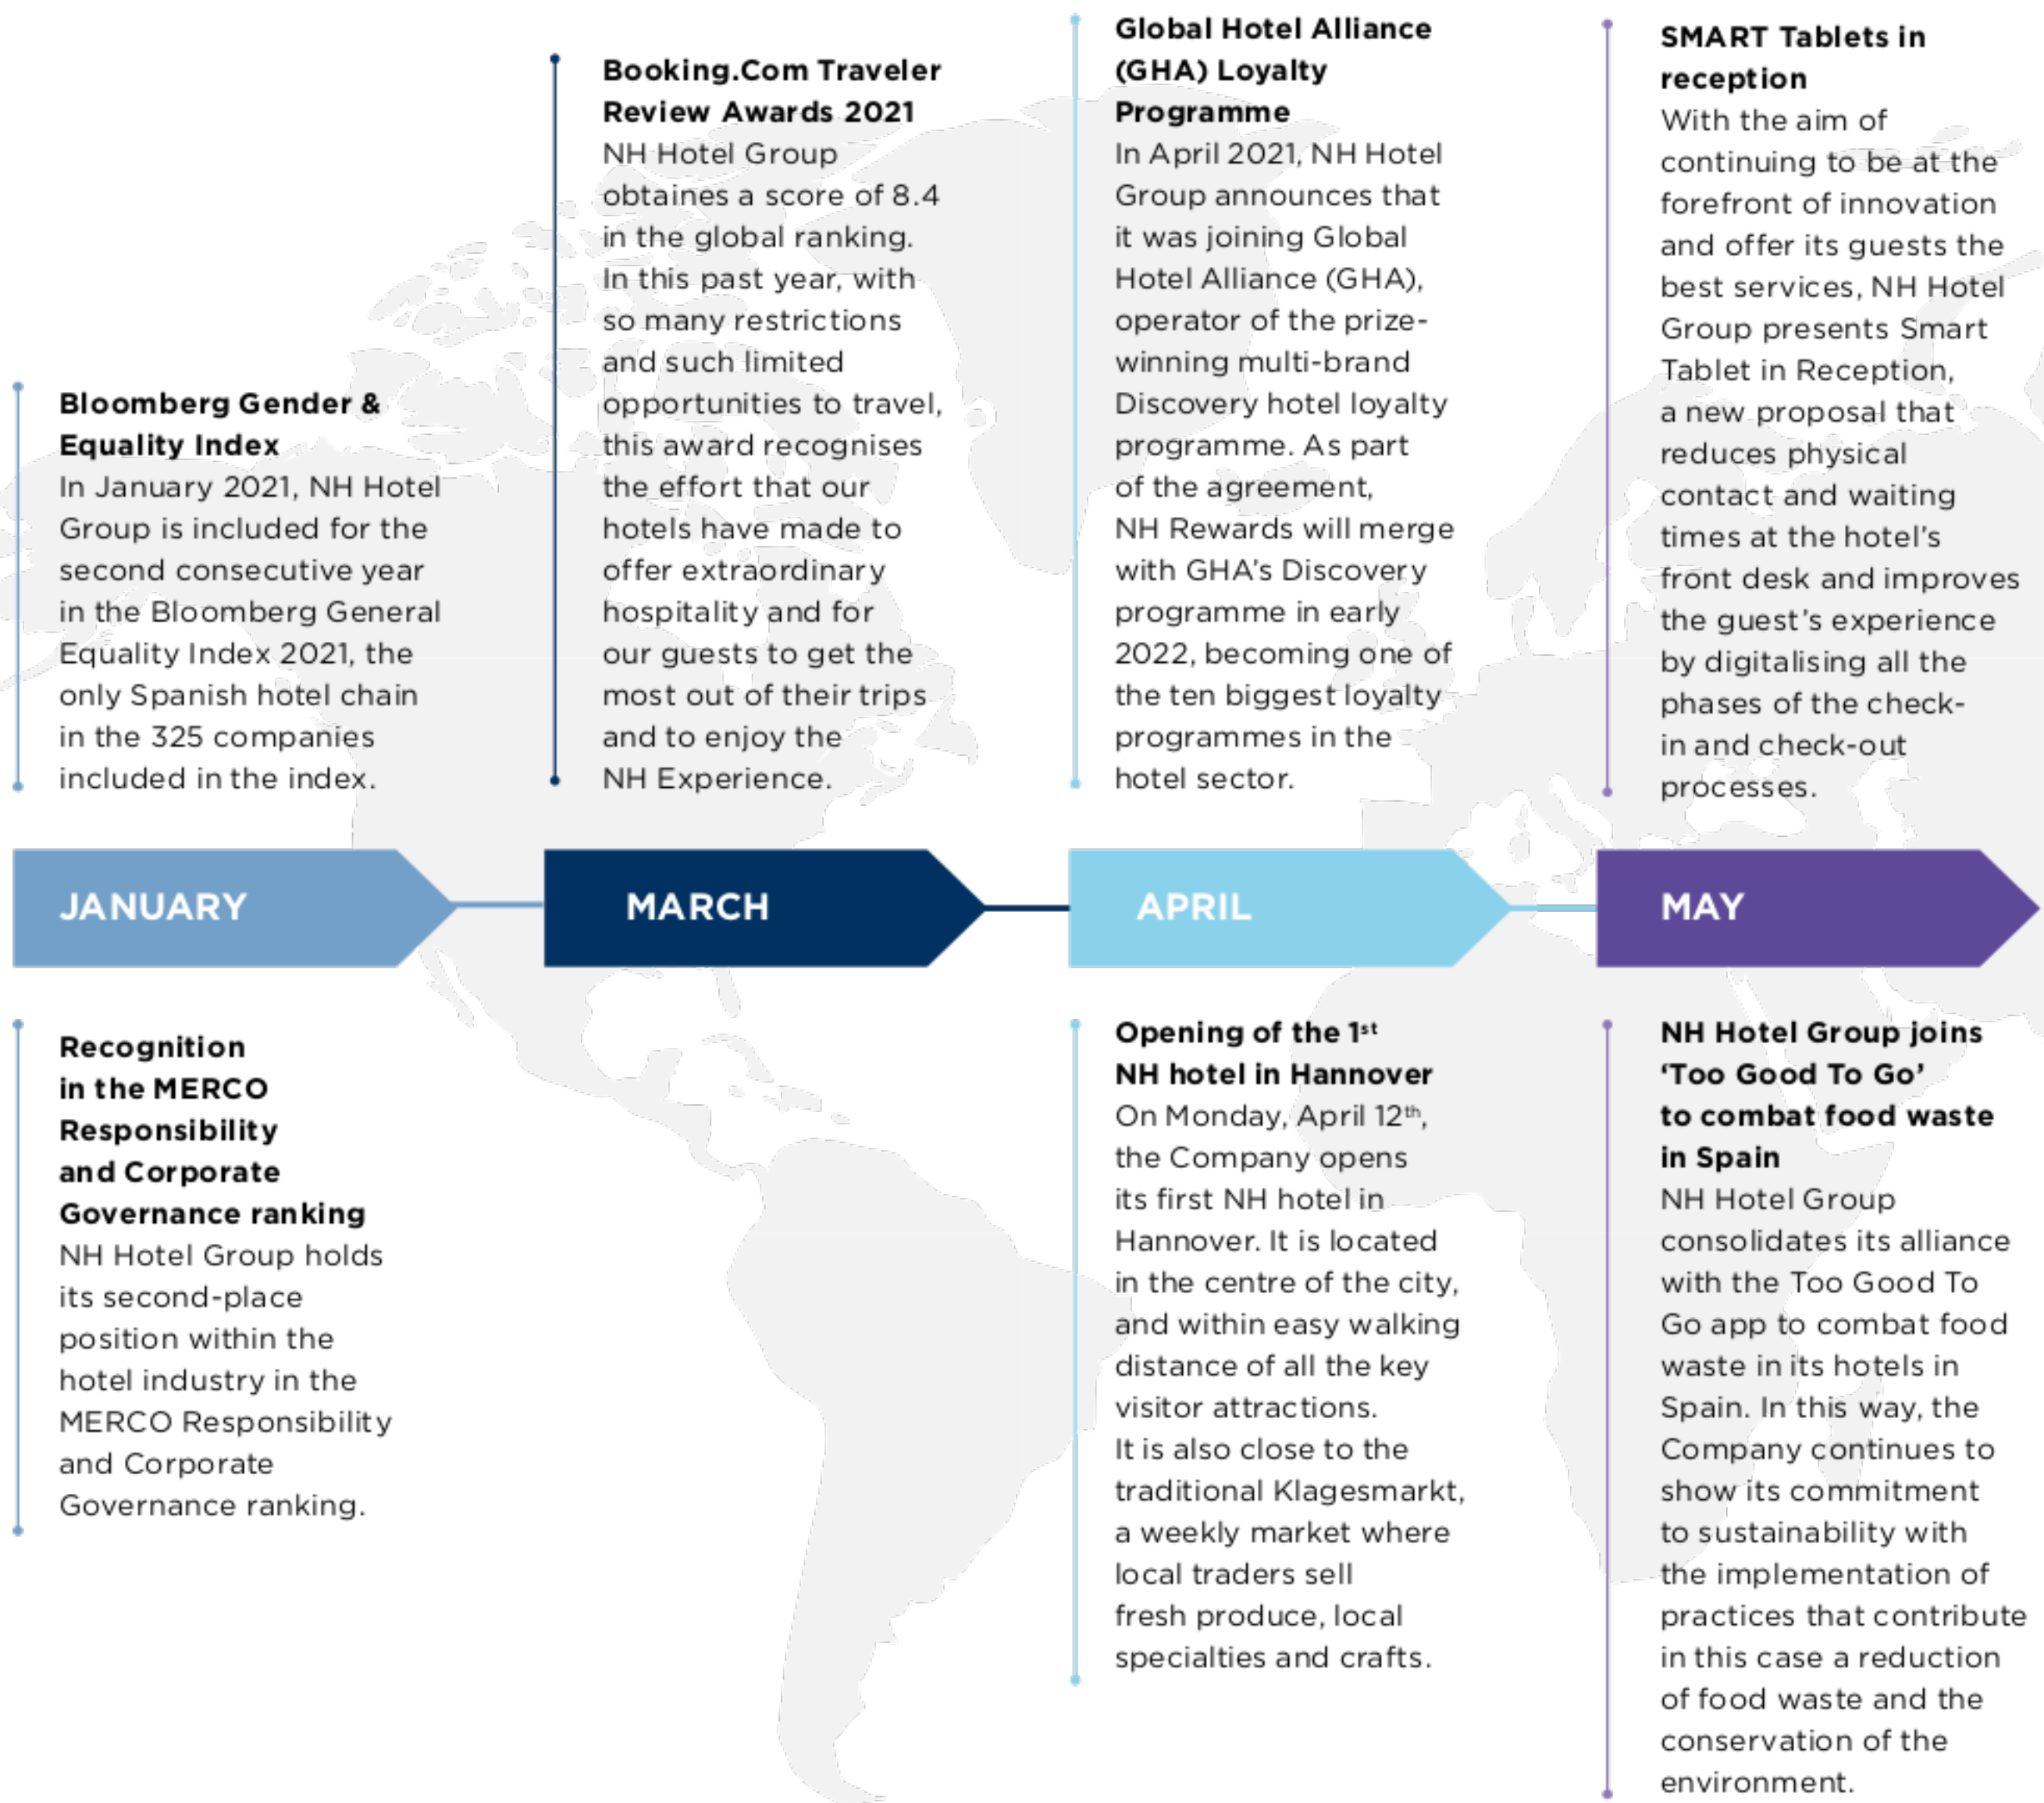 Bloomberg Gender &
Equality Index
In January 2021, NH Hotel
Group is included for the
second consecutive year
in the Bloomberg General
Equality Index 2021, the
only Spanish hotel chain
in the 325 companies
included in the index.
Booking.Com Traveler
Review Awards 2021
NH Hotel Group
obtaines a score of 8.4
in the global ranking.
In this past year, with
so many restrictions
and such limited
opportunities to travel,
this award recognises
the effort that our
hotels have made to
offer extraordinary
hospitality and for
our guests to get the
most out of their trips
and to enjoy the
NH Experience.
Global Hotel Alliance
(GHA) Loyalty
Programme
In April 2021, NH Hotel
Group announces that
it was joining Global
Hotel Alliance (GHA),
operator of the prize-
winning multi-brand
Discovery hotel loyalty
programme. As part
of the agreement,
NH Rewards will merge
with GHA's Discovery
programme in early
2022, becoming one of
the ten biggest loyalty
programmes in the
hotel sector.
SMART Tablets in
reception
With the aim of
continuing to be at the
forefront of innovation
and offer its guests the
best services, NH Hotel
Group presents Smart
Tablet in Reception,
a new proposal that
reduces physical
contact and waiting
times at the hotel's
front desk and improves
the guest's experience
by digitalising all the
phases of the check-
in and check-out
processes.
JANUARY
MARCH
APRIL
MAY
Recognition
in the MERCO
Responsibility
and Corporate
Governance ranking
NH Hotel Group holds
its second-place
position within the
hotel industry in the
MERCO Responsibility
and Corporate
Governance ranking.
Opening of the 1st
NH hotel in Hannover
On Monday, April 12th,
the Company opens
its first NH hotel in
Hannover. It is located
in the centre of the city,
and within easy walking
distance of all the key
visitor attractions.
It is also close to the
traditional Klagesmarkt,
a weekly market where
local traders sell
fresh produce, local
specialties and crafts.
NH Hotel Group joins
‘Too Good To Go’
to combat food waste
in Spain
NH Hotel Group
consolidates its alliance
with the Too Good To
Go app to combat food
waste in its hotels in
Spain. In this way, the
Company continues to
show its commitment
to sustainability with
the implementation of
practices that contribute
in this case a reduction
of food waste and the
conservation of the
environment.